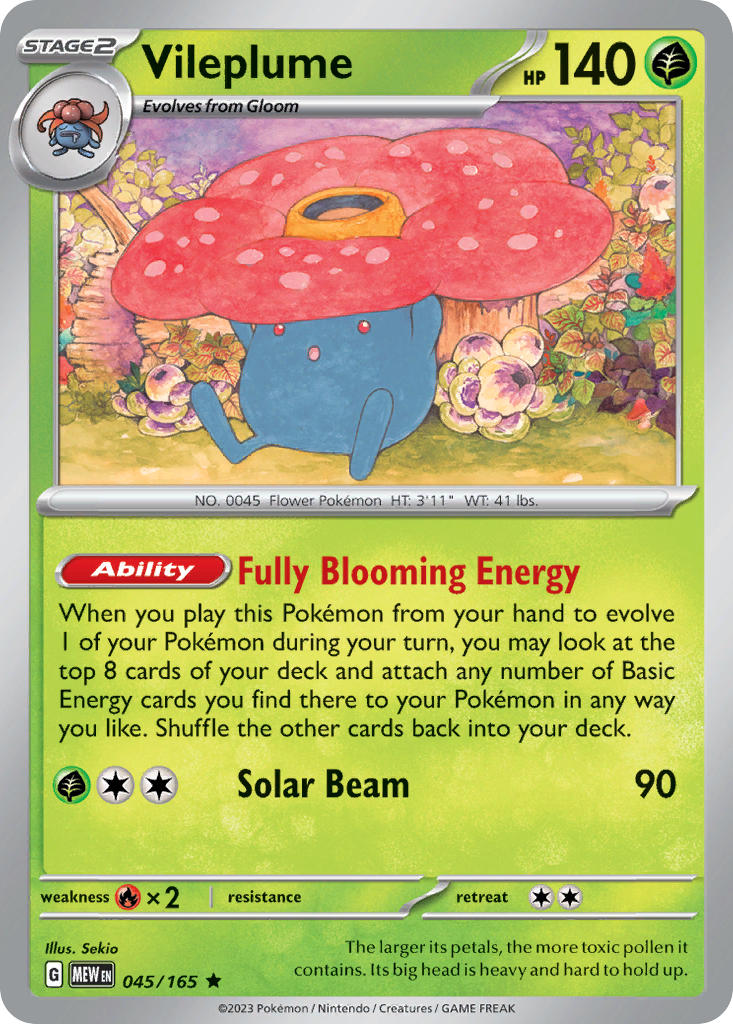 STAGE2
Vileplume
HP 140
Evolves from Gloom
NO. 0045 Flower Pokémon HT: 3'11" WT: 41 lbs.
Ability Fully Blooming Energy
When you play this Pokémon from your hand to evolve
1 of your Pokémon during your turn, you may look at the
top 8 cards of your deck and attach any number of Basic
Energy cards you find there to your Pokémon in any way
you like. Shuffle the other cards back into your deck.
Solar Beam 90
weakness ×2 resistance retreat
Illus. Sekio
The larger its petals, the more toxic pollen it
contains. Its big head is heavy and hard to hold up.
G MEW EN 045/165 ★
©2023 Pokémon / Nintendo / Creatures / GAME FREAK